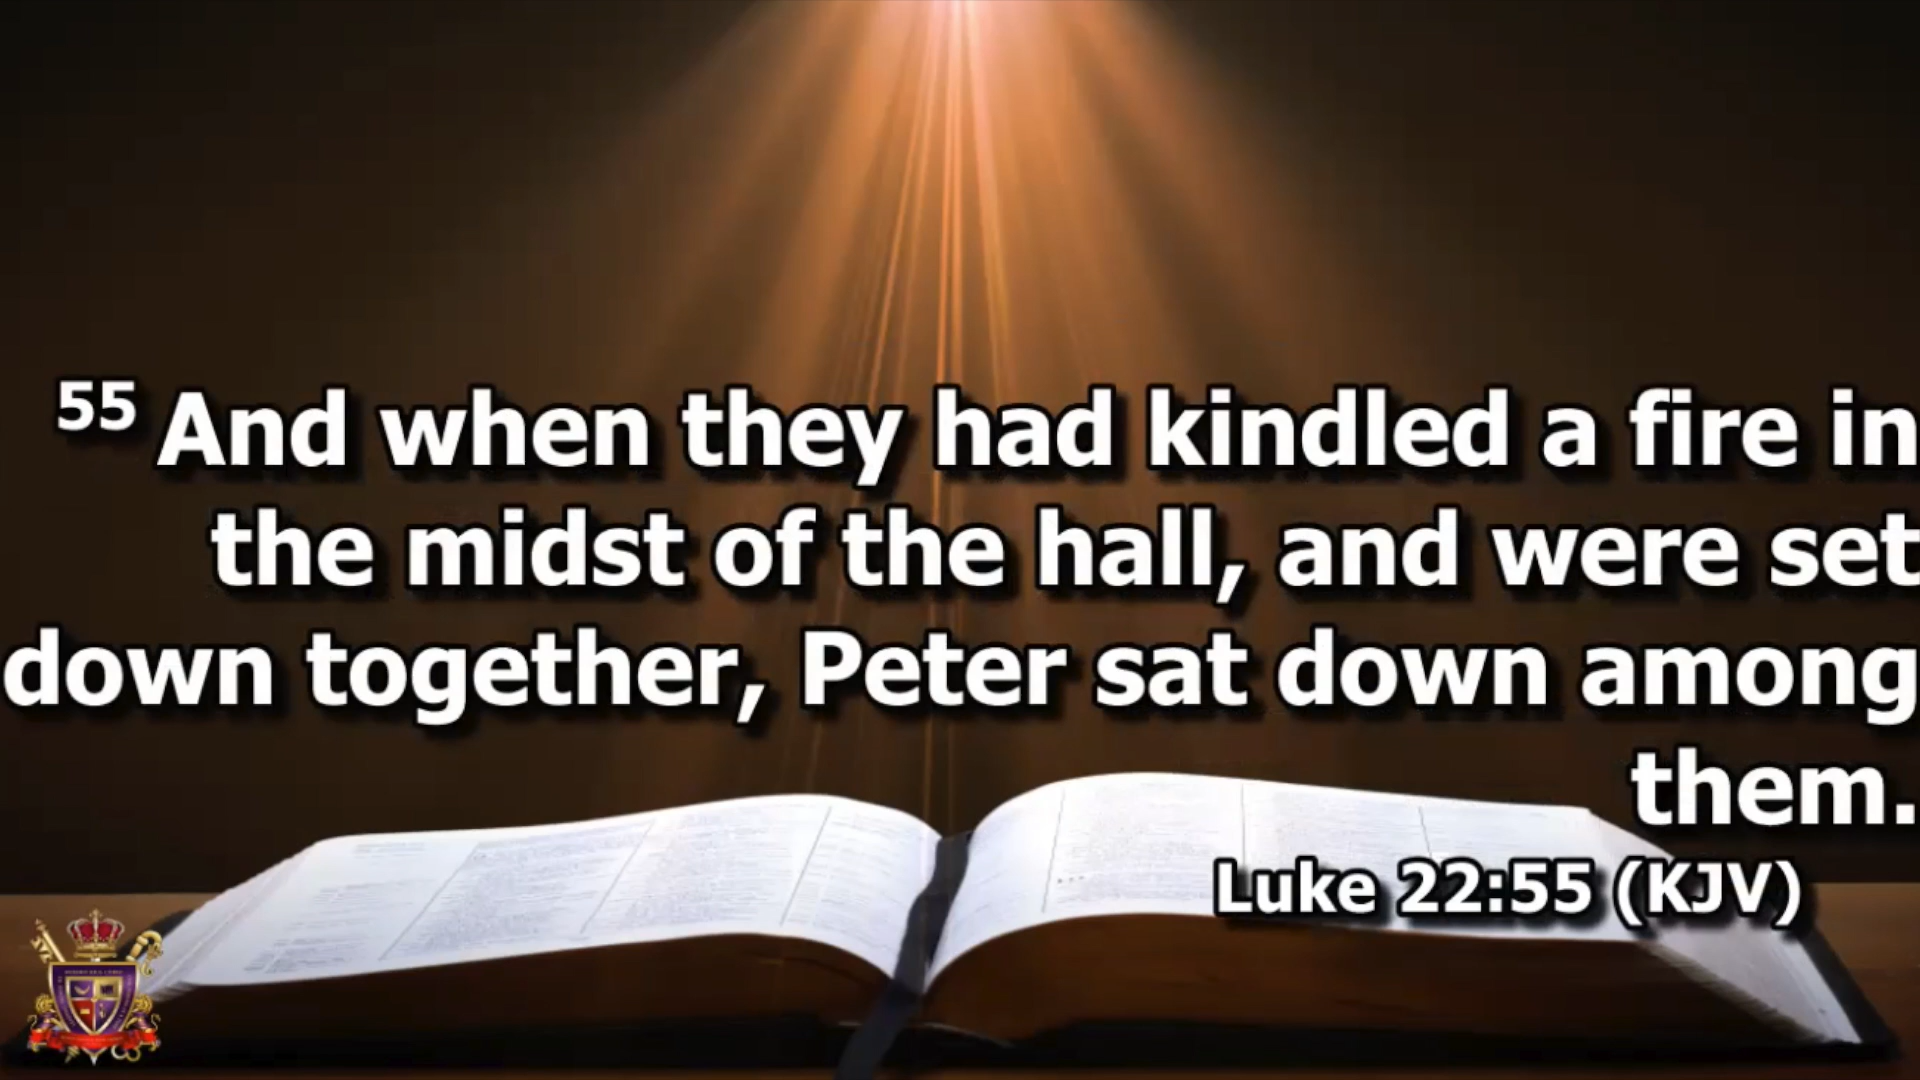 55 And when they had kindled a fire in
the midst of the hall, and were set
down together, Peter sat down among
them.
Luke 22:55 (KJV)